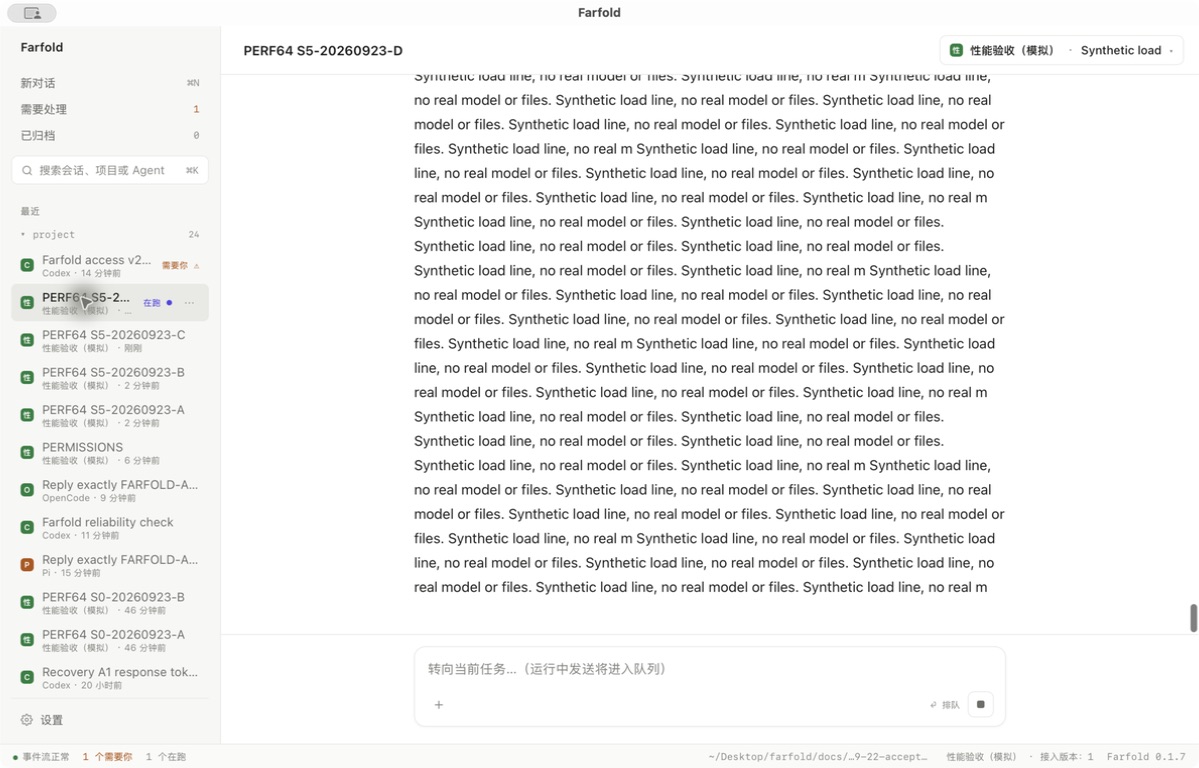 Farfold
Farfold
新对话 ⌘N
需要处理 1
已归档 0
搜索会话、项目或 Agent ⌘K
最近
project 24
C Farfold access v2... 需要你
Codex · 14 分钟前
性 PERF64 S5-2... 在跑 ...
性能验收（模拟） · ...
性 PERF64 S5-20260923-C
性能验收（模拟） · 刚刚
性 PERF64 S5-20260923-B
性能验收（模拟） · 2 分钟前
性 PERF64 S5-20260923-A
性能验收（模拟） · 2 分钟前
性 PERMISSIONS
性能验收（模拟） · 6 分钟前
O Reply exactly FARFOLD-A...
OpenCode · 9 分钟前
C Farfold reliability check
Codex · 11 分钟前
P Reply exactly FARFOLD-A...
Pi · 15 分钟前
性 PERF64 S0-20260923-B
性能验收（模拟） · 46 分钟前
性 PERF64 S0-20260923-A
性能验收（模拟） · 46 分钟前
C Recovery A1 response tok...
Codex · 20 小时前
设置
PERF64 S5-20260923-D
性 性能验收（模拟） · Synthetic load
Synthetic load line, no real model or files. Synthetic load line, no real m Synthetic load line,
no real model or files. Synthetic load line, no real model or files. Synthetic load line, no real
model or files. Synthetic load line, no real model or files. Synthetic load line, no real model or
files. Synthetic load line, no real m Synthetic load line, no real model or files. Synthetic load
line, no real model or files. Synthetic load line, no real model or files. Synthetic load line, no
real model or files. Synthetic load line, no real model or files. Synthetic load line, no real m
Synthetic load line, no real model or files. Synthetic load line, no real model or files.
Synthetic load line, no real model or files. Synthetic load line, no real model or files.
Synthetic load line, no real model or files. Synthetic load line, no real m Synthetic load line,
no real model or files. Synthetic load line, no real model or files. Synthetic load line, no real
model or files. Synthetic load line, no real model or files. Synthetic load line, no real model or
files. Synthetic load line, no real m Synthetic load line, no real model or files. Synthetic load
line, no real model or files. Synthetic load line, no real model or files. Synthetic load line, no
real model or files. Synthetic load line, no real model or files. Synthetic load line, no real m
Synthetic load line, no real model or files. Synthetic load line, no real model or files.
Synthetic load line, no real model or files. Synthetic load line, no real model or files.
Synthetic load line, no real model or files. Synthetic load line, no real m Synthetic load line,
no real model or files. Synthetic load line, no real model or files. Synthetic load line, no real
model or files. Synthetic load line, no real model or files. Synthetic load line, no real model or
files. Synthetic load line, no real m Synthetic load line, no real model or files. Synthetic load
line, no real model or files. Synthetic load line, no real model or files. Synthetic load line, no
real model or files. Synthetic load line, no real model or files. Synthetic load line, no real m
转向当前任务...（运行中发送将进入队列）
+ ⏎ 排队
事件流正常 1 个需要你 1 个在跑 ~/Desktop/farfold/docs/…9-22-accept… 性能验收（模拟） · 接入版本: 1 Farfold 0.1.7